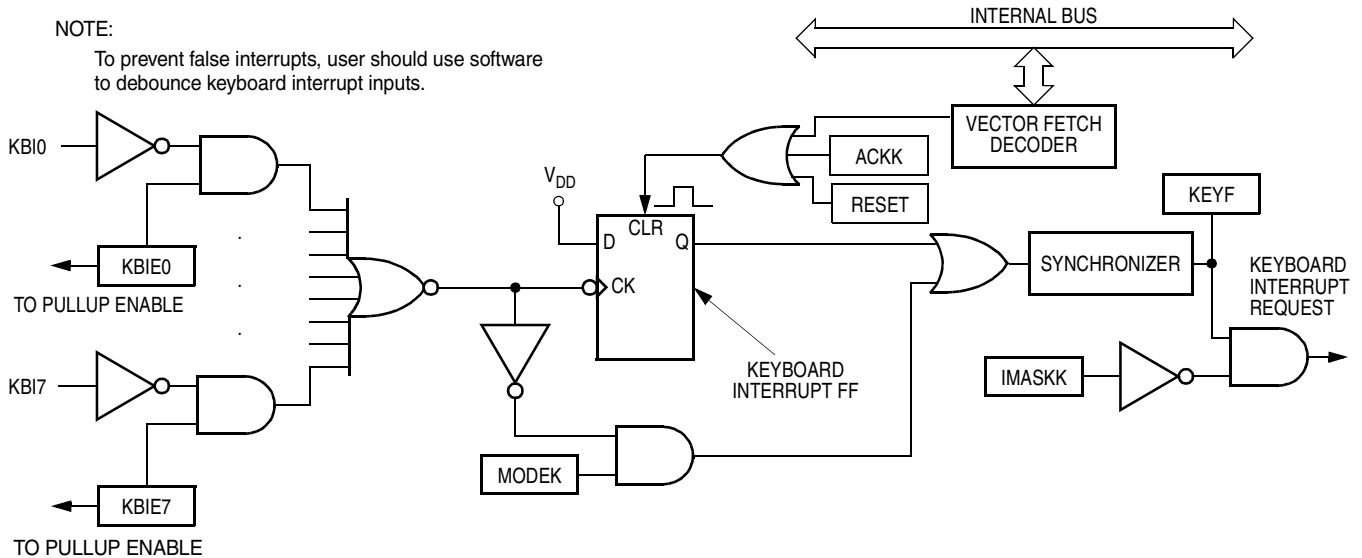 NOTE:
To prevent false interrupts, user should use software
to debounce keyboard interrupt inputs.
INTERNAL BUS
VECTOR FETCH
DECODER
KBI0
ACKK
VDD
RESET
KEYF
CLR
D
Q
KBIE0
SYNCHRONIZER
KEYBOARD
INTERRUPT
REQUEST
CK
TO PULLUP ENABLE
KBI7
KEYBOARD
INTERRUPT FF
IMASKK
MODEK
KBIE7
TO PULLUP ENABLE